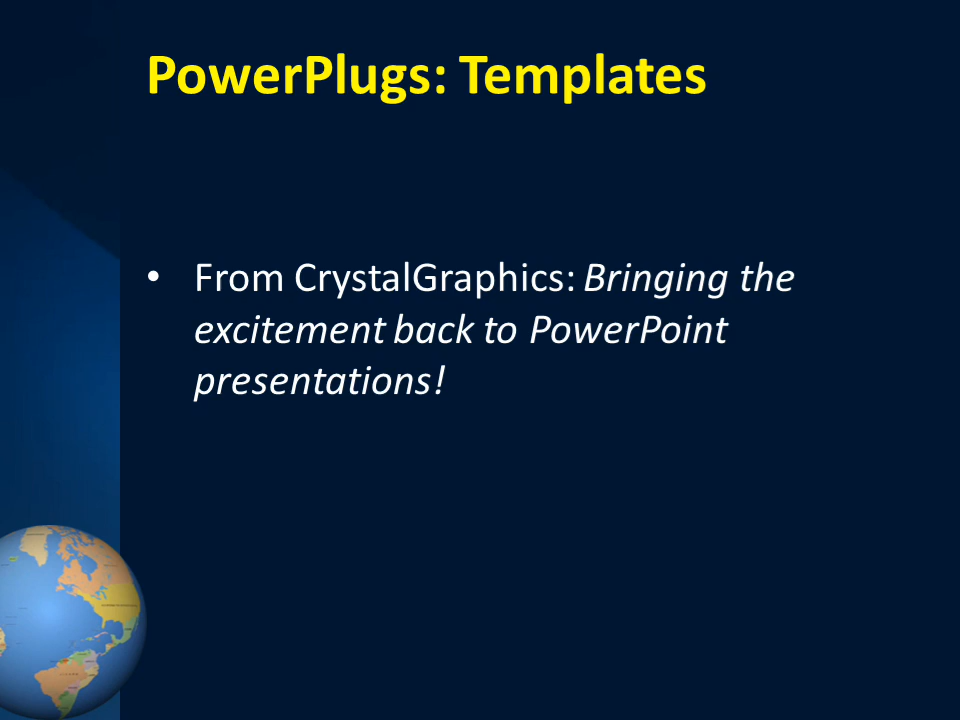 PowerPlugs: Templates
• From CrystalGraphics: Bringing the
excitement back to PowerPoint
presentations!